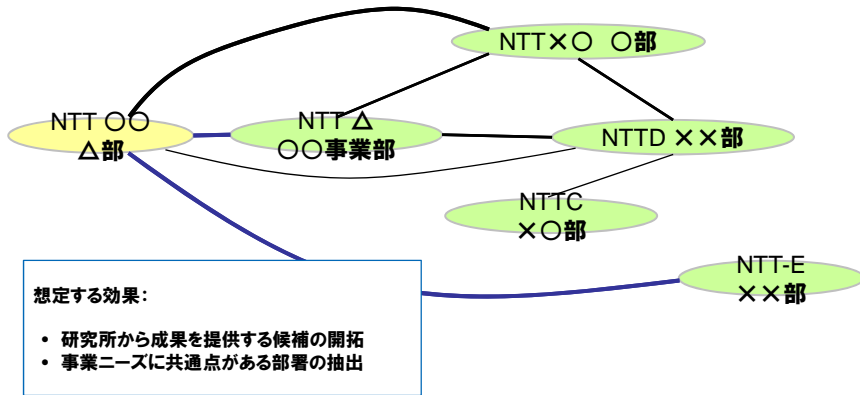 NTT×○ ○部
NTT ○○
△部
NTT △
○○事業部
NTTD ××部
NTTC
×○部
NTT-E
××部
想定する効果：
• 研究所から成果を提供する候補の開拓
• 事業ニーズに共通点がある部署の抽出